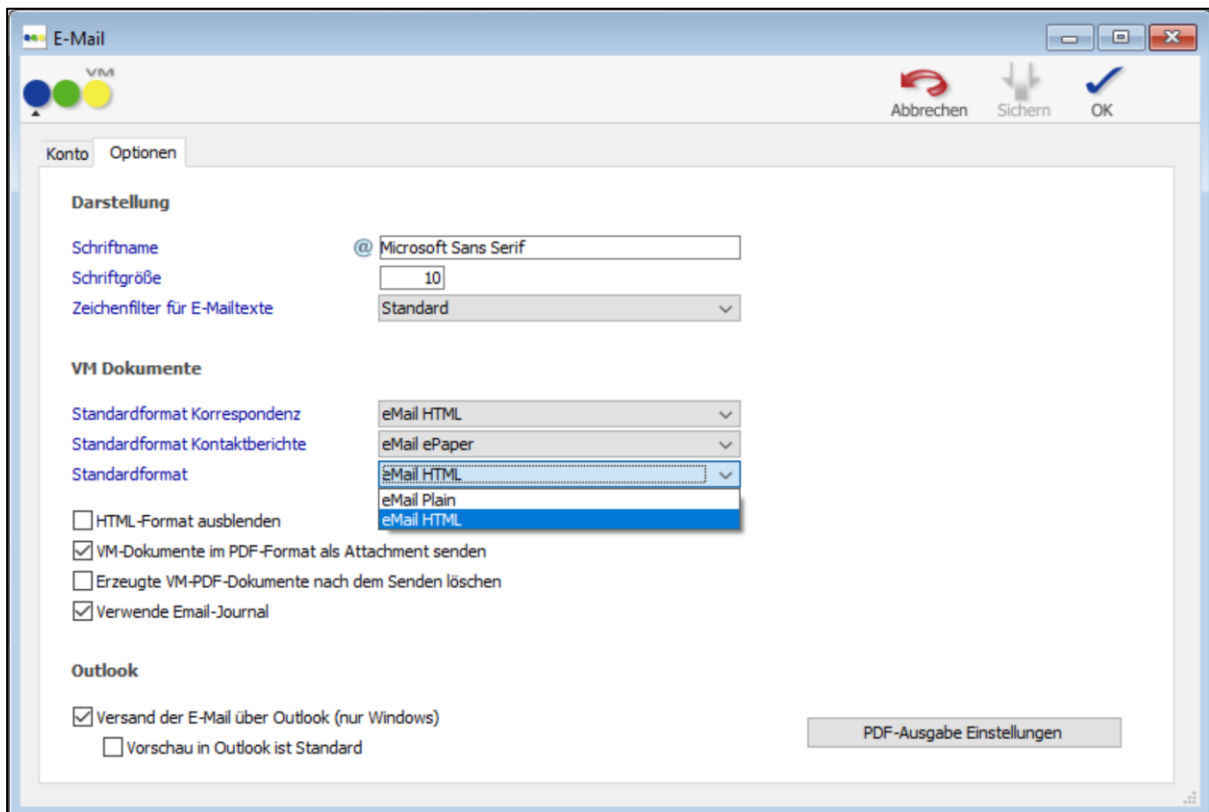 E-Mail
VM
Abbrechen Sichern OK
Konto Optionen
Darstellung
Schriftname @ Microsoft Sans Serif
Schriftgröße 10
Zeichenfilter für E-Mailtexte Standard
VM Dokumente
Standardformat Korrespondenz eMail HTML
Standardformat Kontaktberichte eMail ePaper
Standardformat eMail HTML
eMail Plain
HTML-Format ausblenden eMail HTML
VM-Dokumente im PDF-Format als Attachment senden
Erzeugte VM-PDF-Dokumente nach dem Senden löschen
Verwende Email-Journal
Outlook
Versand der E-Mail über Outlook (nur Windows)
Vorschau in Outlook ist Standard
PDF-Ausgabe Einstellungen